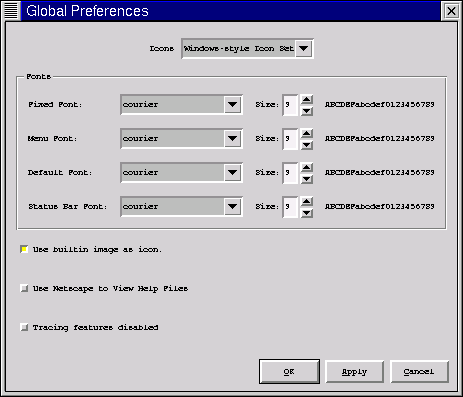 Global Preferences
Icons Windows-style Icon Set
Fonts
Fixed Font: courier Size: 9 ABCDEFabcdef0123456789
Menu Font: courier Size: 9 ABCDEFabcdef0123456789
Default Font: courier Size: 9 ABCDEFabcdef0123456789
Status Bar Font: courier Size: 9 ABCDEFabcdef0123456789
Use builtin image as icon.
Use Netscape to View Help Files
Tracing features disabled
OK Apply Cancel